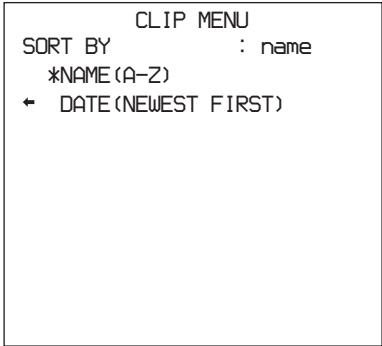 CLIP MENU
SORT BY : name
*NAME(A-Z)
← DATE(NEWEST FIRST)